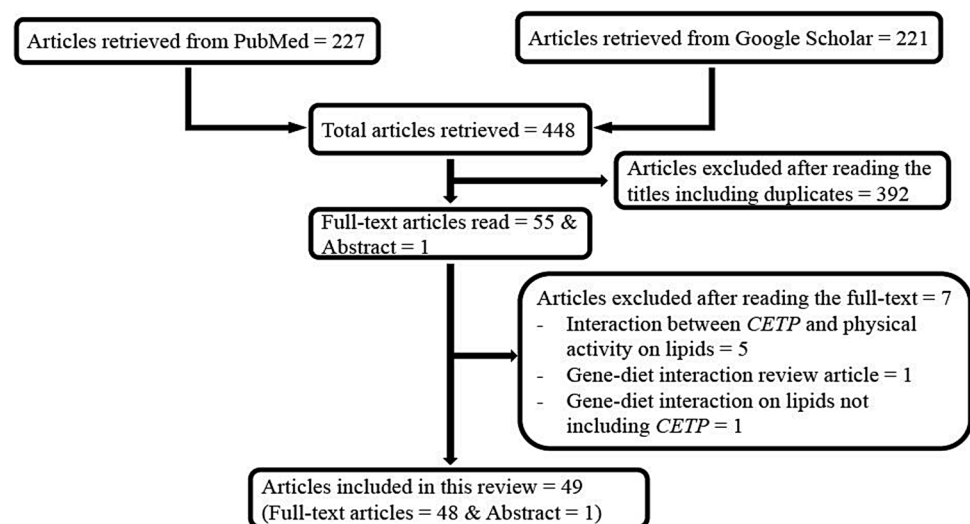 Articles retrieved from PubMed = 227
Articles retrieved from Google Scholar = 221
Total articles retrieved = 448
Articles excluded after reading the
titles including duplicates = 392
Full-text articles read = 55 &
Abstract = 1
Articles excluded after reading the full-text = 7
- Interaction between CETP and physical
activity on lipids = 5
- Gene-diet interaction review article = 1
- Gene-diet interaction on lipids not
including CETP = 1
Articles included in this review = 49
(Full-text articles = 48 & Abstract = 1)